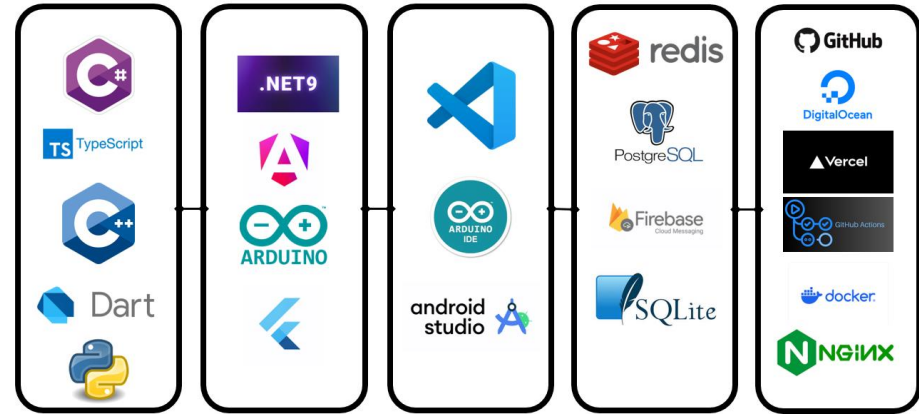 C#
TS TypeScript
C++
Dart
.NET9
ARDUINO
ARDUINO
IDE
android
studio
redis
PostgreSQL
Firebase
Cloud Messaging
SQLite
GitHub
DigitalOcean
Vercel
GitHub Actions
docker
NGINX